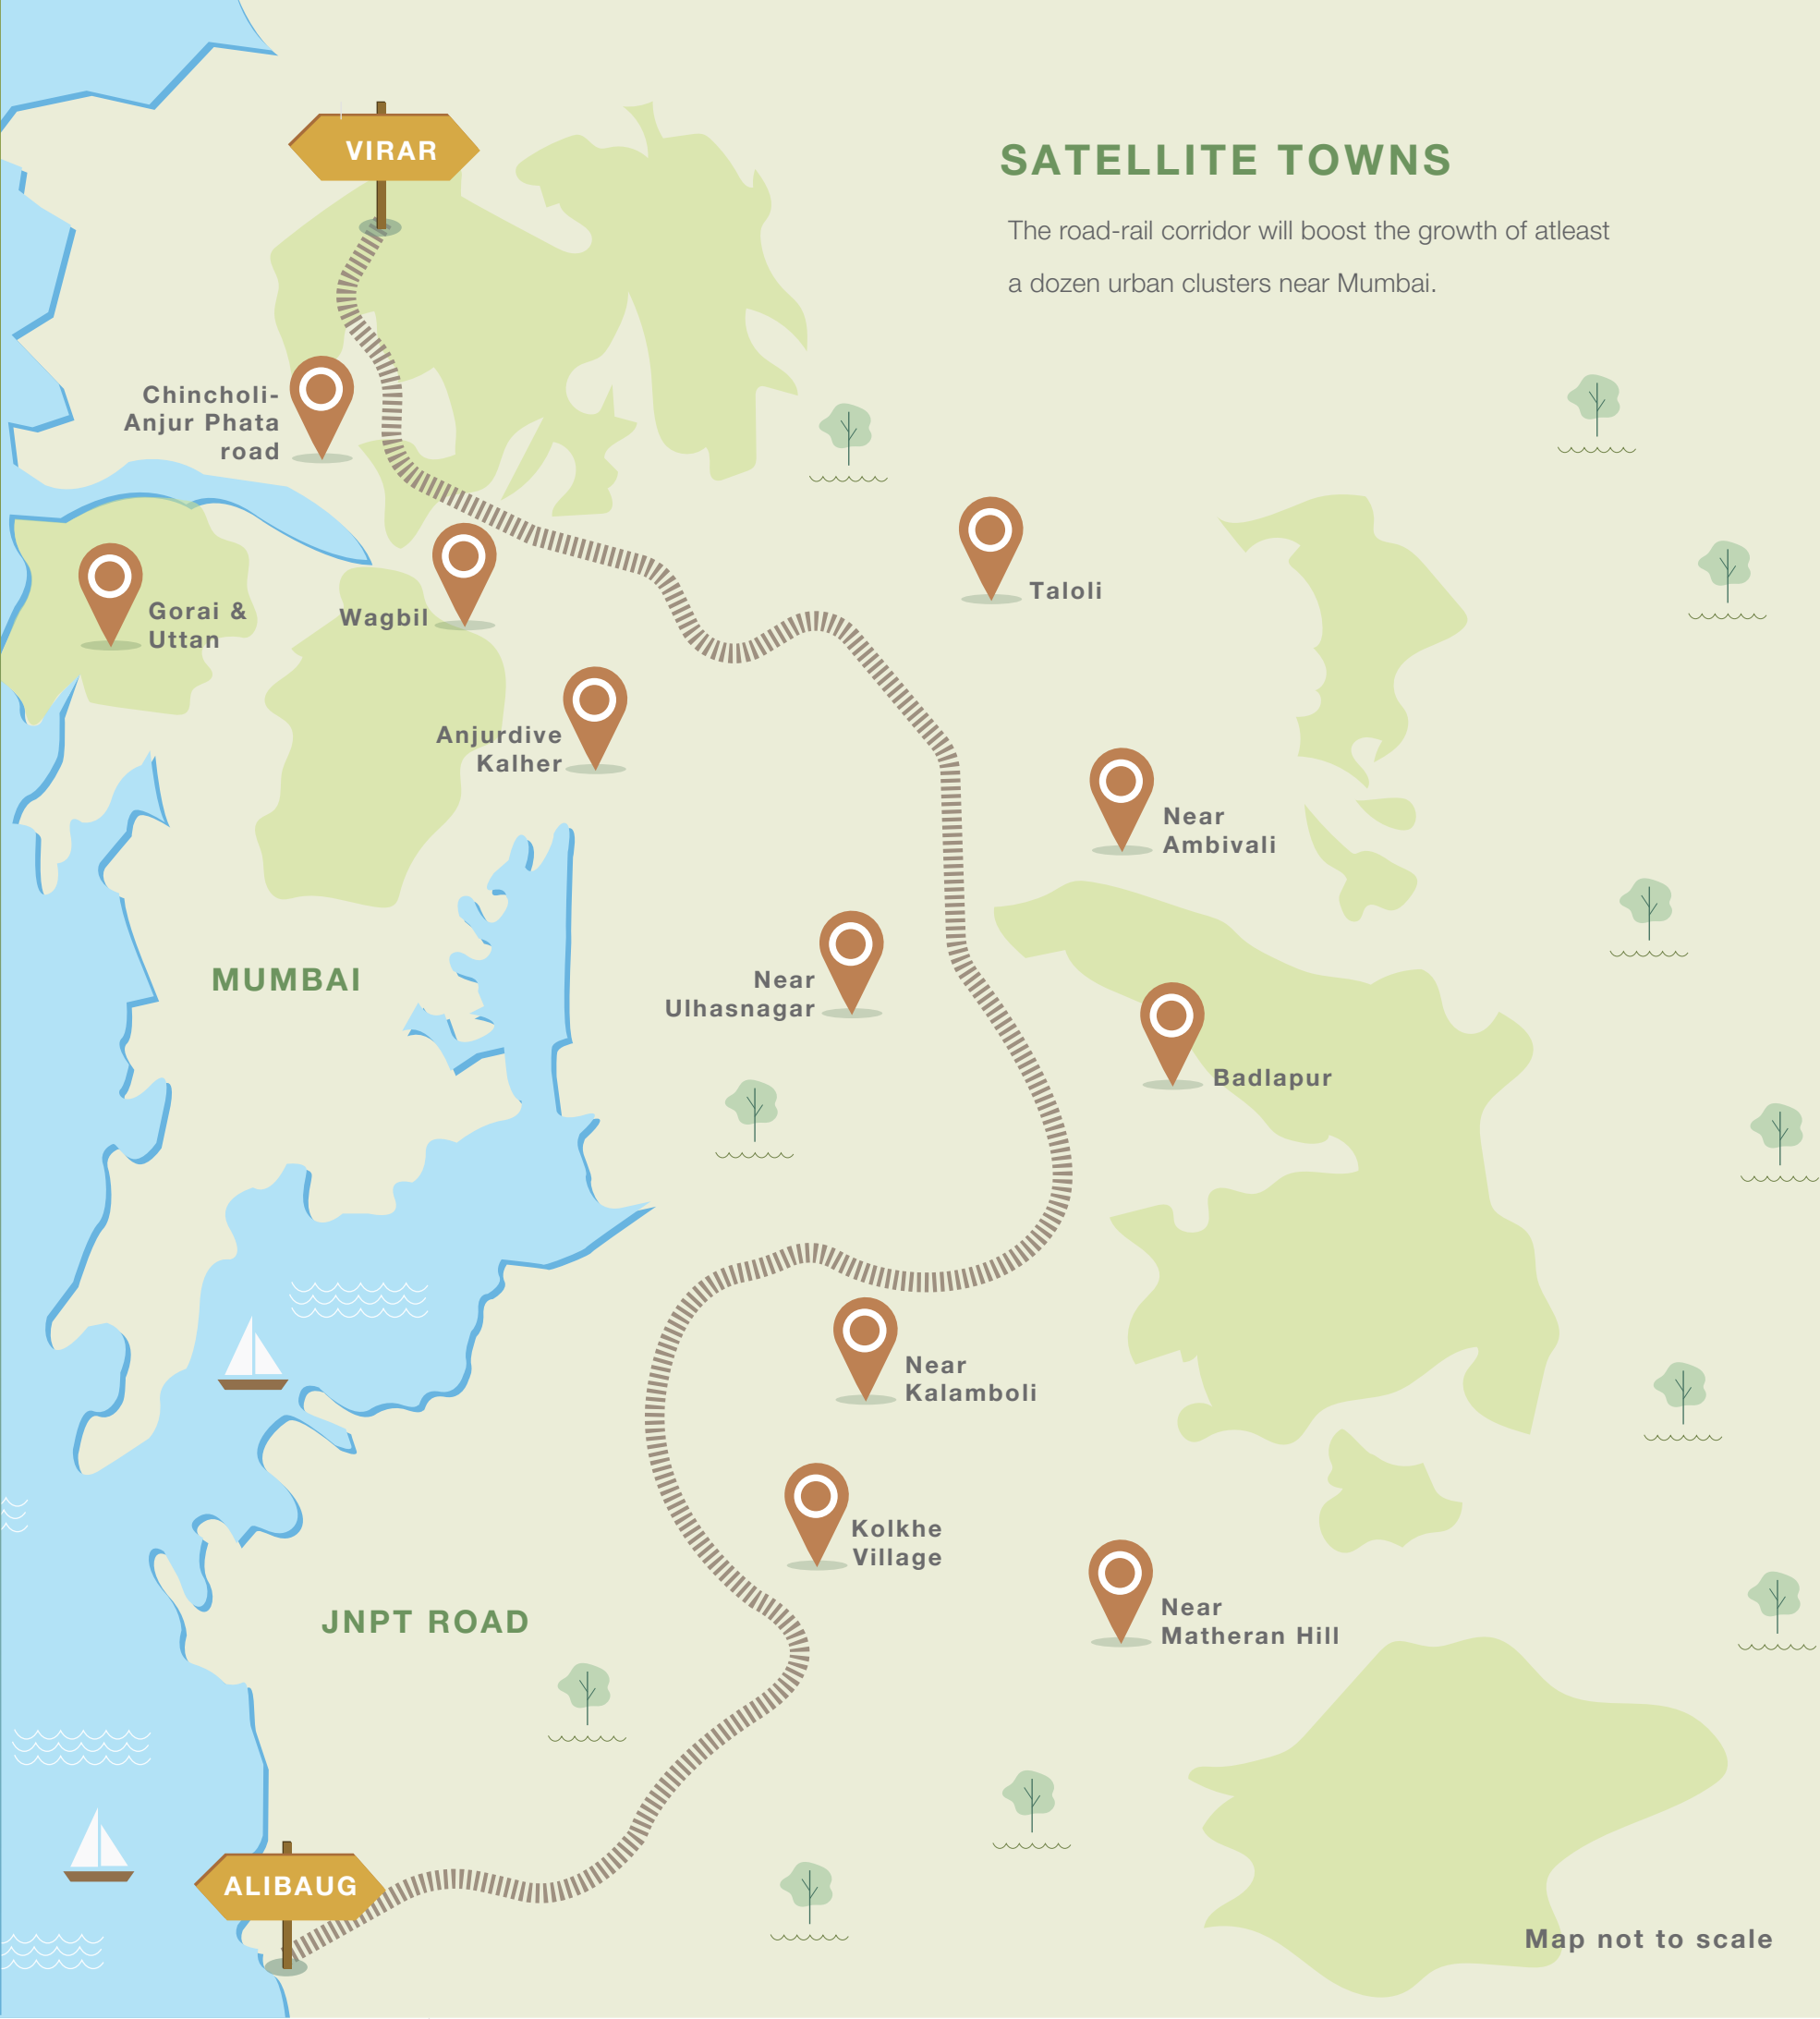 VIRAR
SATELLITE TOWNS
The road-rail corridor will boost the growth of atleast
a dozen urban clusters near Mumbai.
Chincholi-
Anjur Phata
road
Taloli
Gorai &
Uttan
Wagbil
Anjurdive
Kalher
Near
Ambivali
MUMBAI
Near
Ulhasnagar
Badlapur
Near
Kalamboli
Kolkhe
Village
Near
Matheran Hill
JNPT ROAD
ALIBAUG
Map not to scale